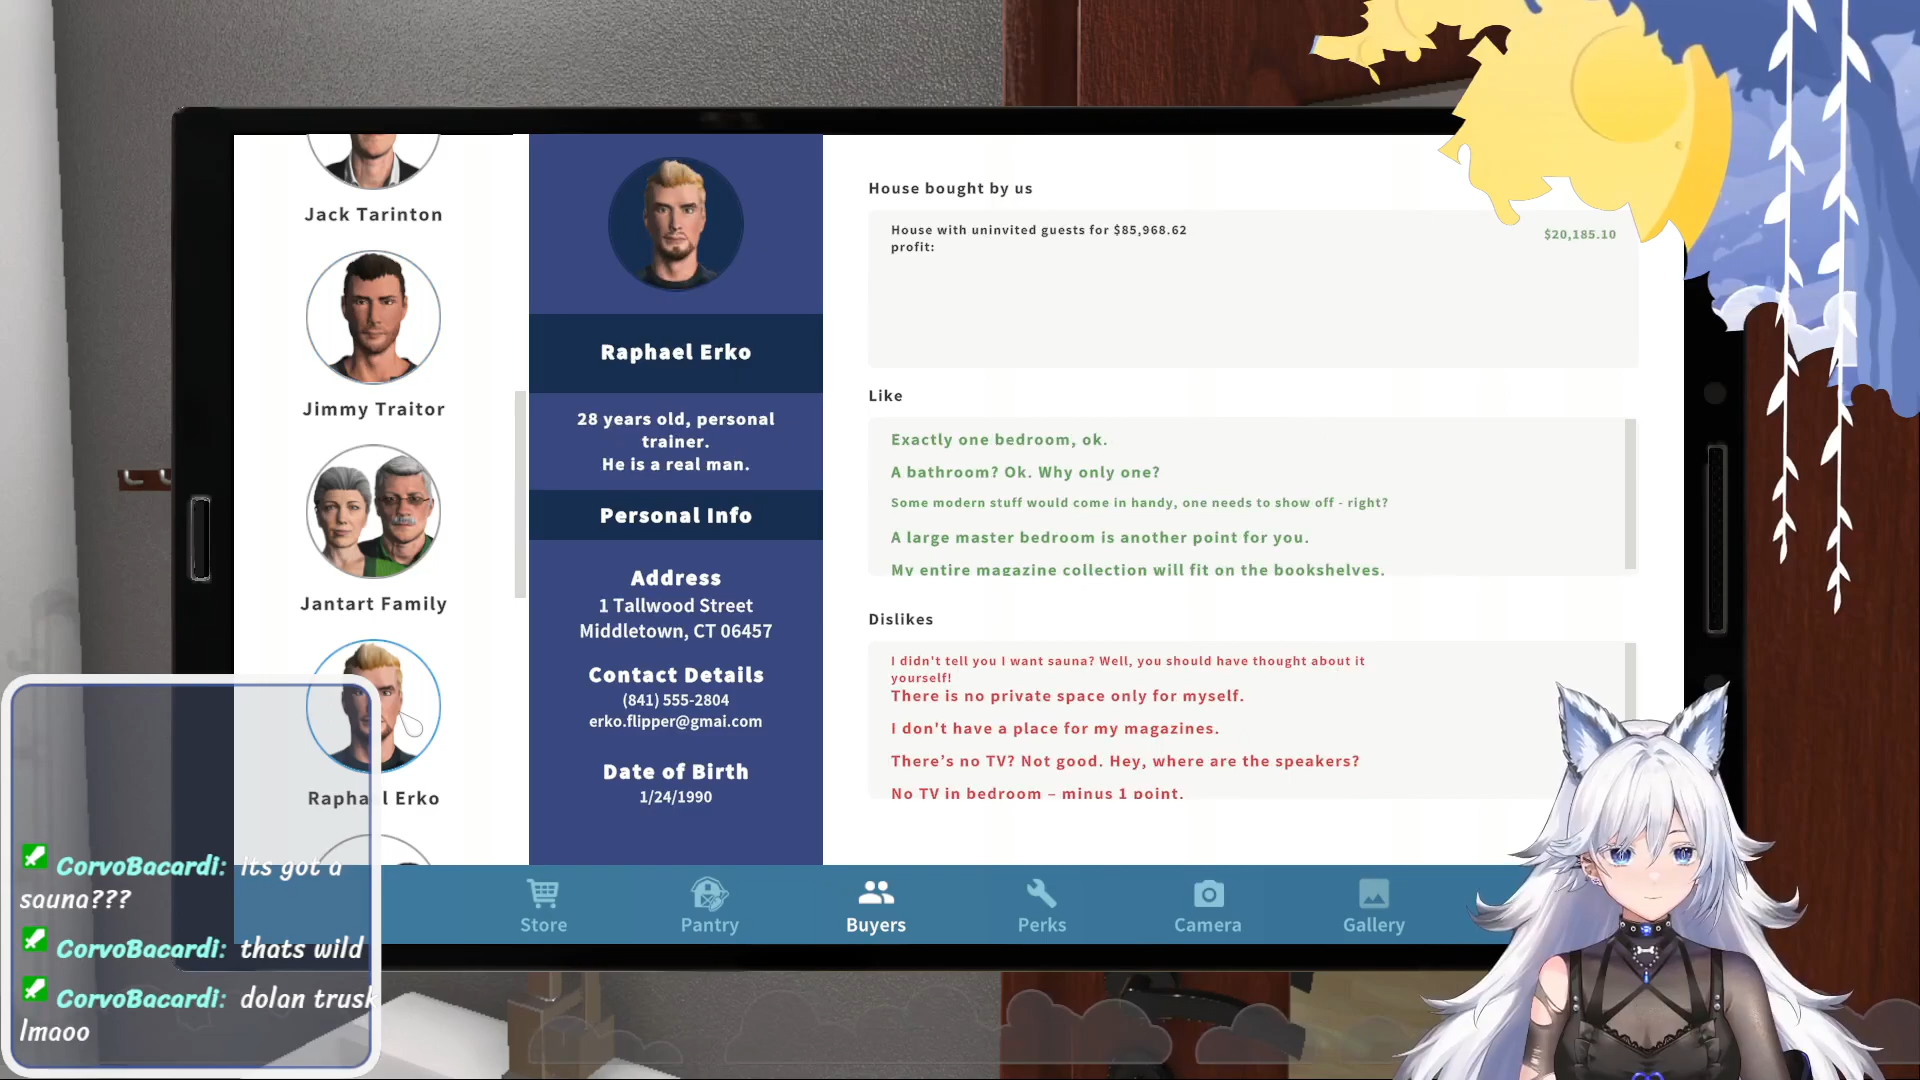 Jack Tarinton
Jimmy Traitor
Jantart Family
Raphael Erko
Raphael Erko
28 years old, personal
trainer.
He is a real man.
Personal Info
Address
1 Tallwood Street
Middletown, CT 06457
Contact Details
(841) 555-2804
erko.flipper@gmai.com
Date of Birth
1/24/1990
House bought by us
House with uninvited guests for $85,968.62
profit:
$20,185.10
Like
Exactly one bedroom, ok.
A bathroom? Ok. Why only one?
Some modern stuff would come in handy, one needs to show off - right?
A large master bedroom is another point for you.
My entire magazine collection will fit on the bookshelves.
Dislikes
I didn't tell you I want sauna? Well, you should have thought about it
yourself!
There is no private space only for myself.
I don't have a place for my magazines.
There's no TV? Not good. Hey, where are the speakers?
No TV in bedroom – minus 1 point.
Store
Pantry
Buyers
Perks
Camera
Gallery
CorvoBacardi: its got a
sauna???
CorvoBacardi: thats wild
CorvoBacardi: dolan trusk
lmaoo